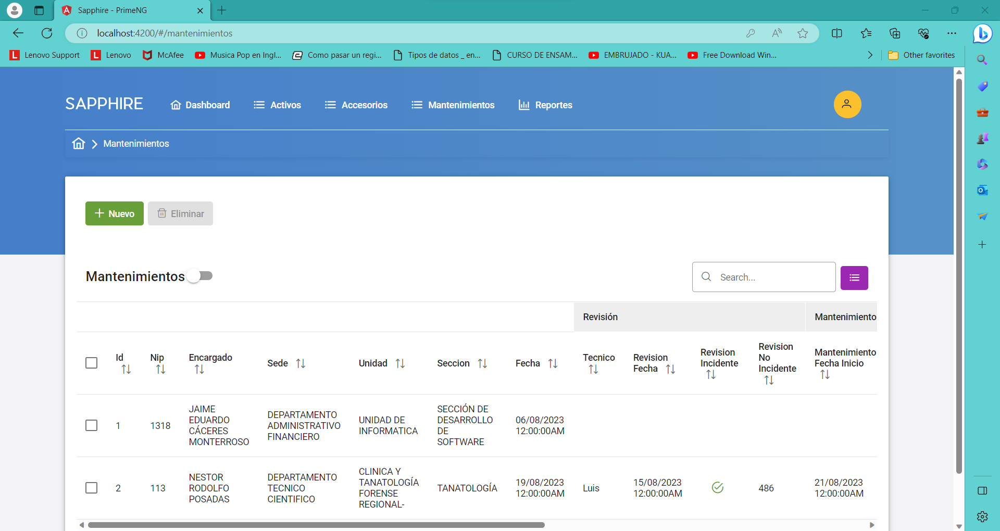 Sapphire - PrimeNG
localhost:4200/#/mantenimientos
Lenovo Support
Lenovo
McAfee
Musica Pop en Ingl...
Como pasar un regi...
Tipos de datos _ en...
CURSO DE ENSAM...
EMBRUJADO - KUA...
Free Download Win...
Other favorites
SAPPHIRE
Dashboard
Activos
Accesorios
Mantenimientos
Reportes
Mantenimientos
Nuevo
Eliminar
Mantenimientos
Search...
Revisión
Mantenimiento
Id
Nip
Encargado
Sede
Unidad
Seccion
Fecha
Tecnico
Revision
Fecha
Revision
Incidente
Revision
No
Incidente
Mantenimiento
Fecha Inicio
1
1318
JAIME
EDUARDO
CÁCERES
MONTERROSO
DEPARTAMENTO
ADMINISTRATIVO
FINANCIERO
UNIDAD DE
INFORMATICA
SECCIÓN DE
DESARROLLO
DE
SOFTWARE
06/08/2023
12:00:00AM
2
113
NESTOR
RODOLFO
POSADAS
DEPARTAMENTO
TECNICO
CIENTIFICO
CLINICA Y
TANATOLOGÍA
FORENSE
REGIONAL-
TANATOLOGÍA
19/08/2023
12:00:00AM
Luis
15/08/2023
12:00:00AM
486
21/08/2023
12:00:00AM